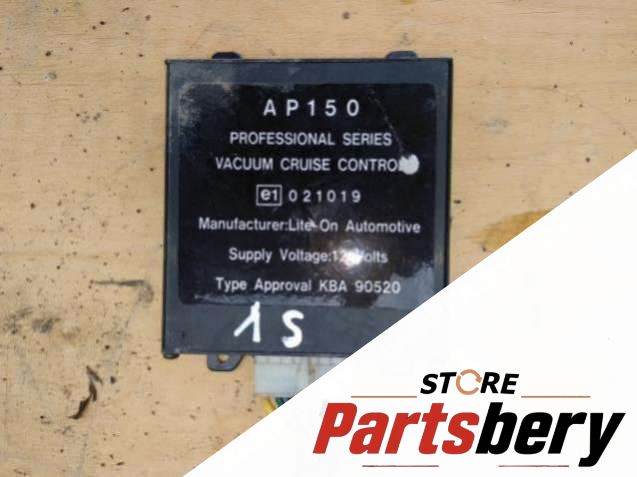 AP150
PROFESSIONAL SERIES
VACUUM CRUISE CONTROL
e1 021019
Manufacturer:Lite-On Automotive
Supply Voltage:12 Volts
Type Approval KBA 90520
1S
STORE
Partsbery